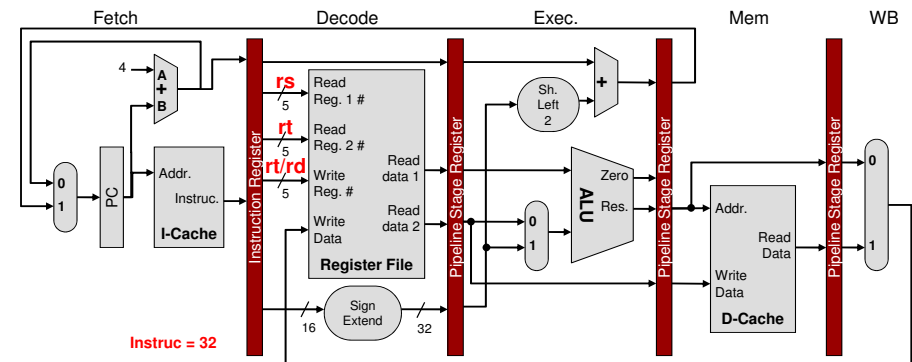 Fetch
Decode
Exec.
Mem
WB
4
A
+
B
0
1
PC
Addr.
Instruc.
I-Cache
Instruc = 32
Instruction Register
rs
5
rt
5
rt/rd
5
Read
Reg. 1 #
Read
Reg. 2 #
Write
Reg. #
Write
Data
Read
data 1
Read
data 2
Register File
16
Sign
Extend
32
Pipeline Stage Register
Sh.
Left
2
+
0
1
ALU
Zero
Res.
Pipeline Stage Register
Addr.
Read
Data
Write
Data
D-Cache
Pipeline Stage Register
0
1